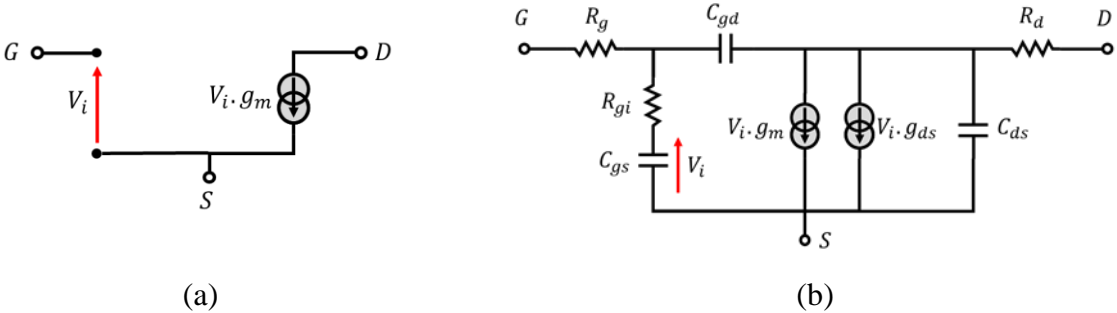 G
D
V_i
V_i.g_m
S
(a)
G
R_g
C_gd
R_d
D
R_gi
C_gs
V_i
V_i.g_m
V_i.g_ds
C_ds
S
(b)